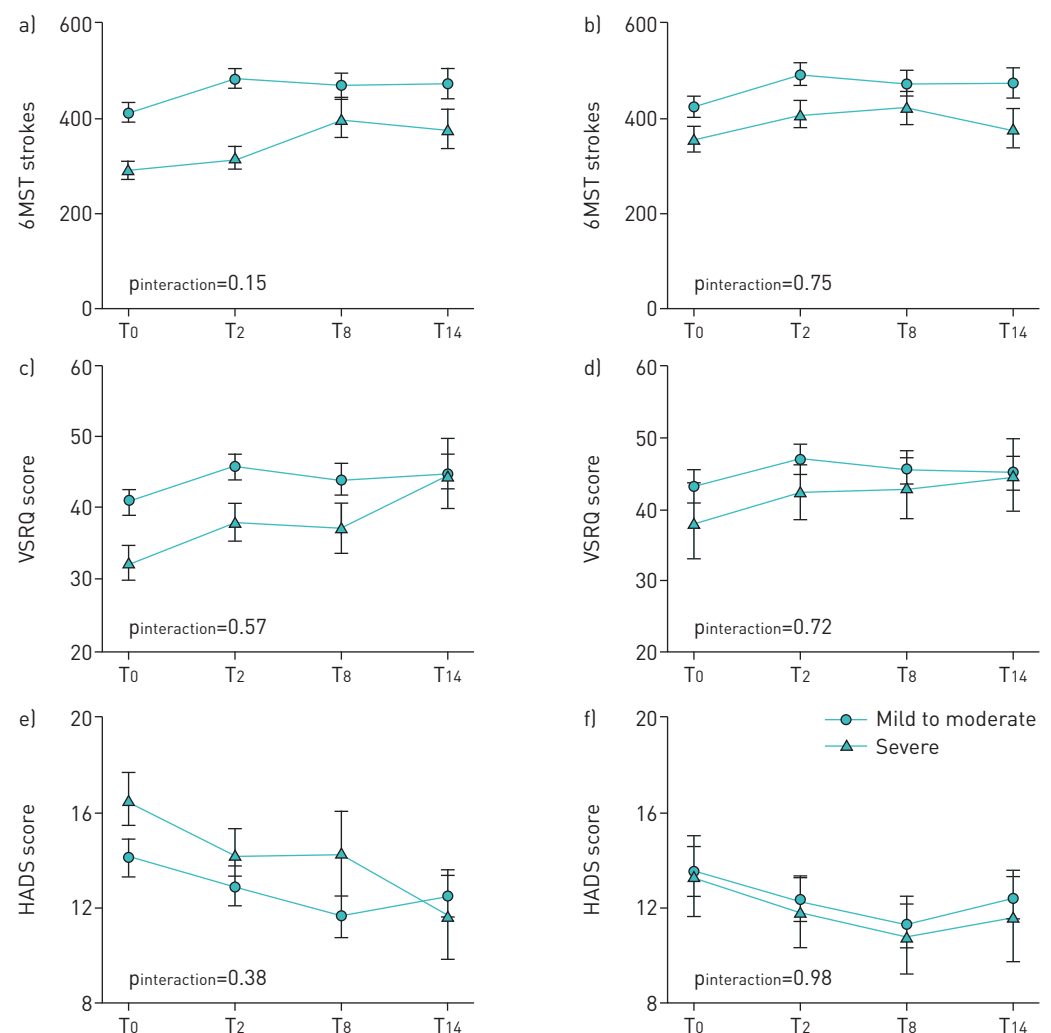 a)
600
400
200
0
6MST strokes
pinteraction=0.15
T0 T2 T8 T14
b)
600
400
200
0
6MST strokes
pinteraction=0.75
T0 T2 T8 T14
c)
60
50
40
30
20
VSRQ score
pinteraction=0.57
T0 T2 T8 T14
d)
60
50
40
30
20
VSRQ score
pinteraction=0.72
T0 T2 T8 T14
e)
20
16
12
8
HADS score
pinteraction=0.38
T0 T2 T8 T14
f)
20
16
12
8
HADS score
Mild to moderate
Severe
pinteraction=0.98
T0 T2 T8 T14